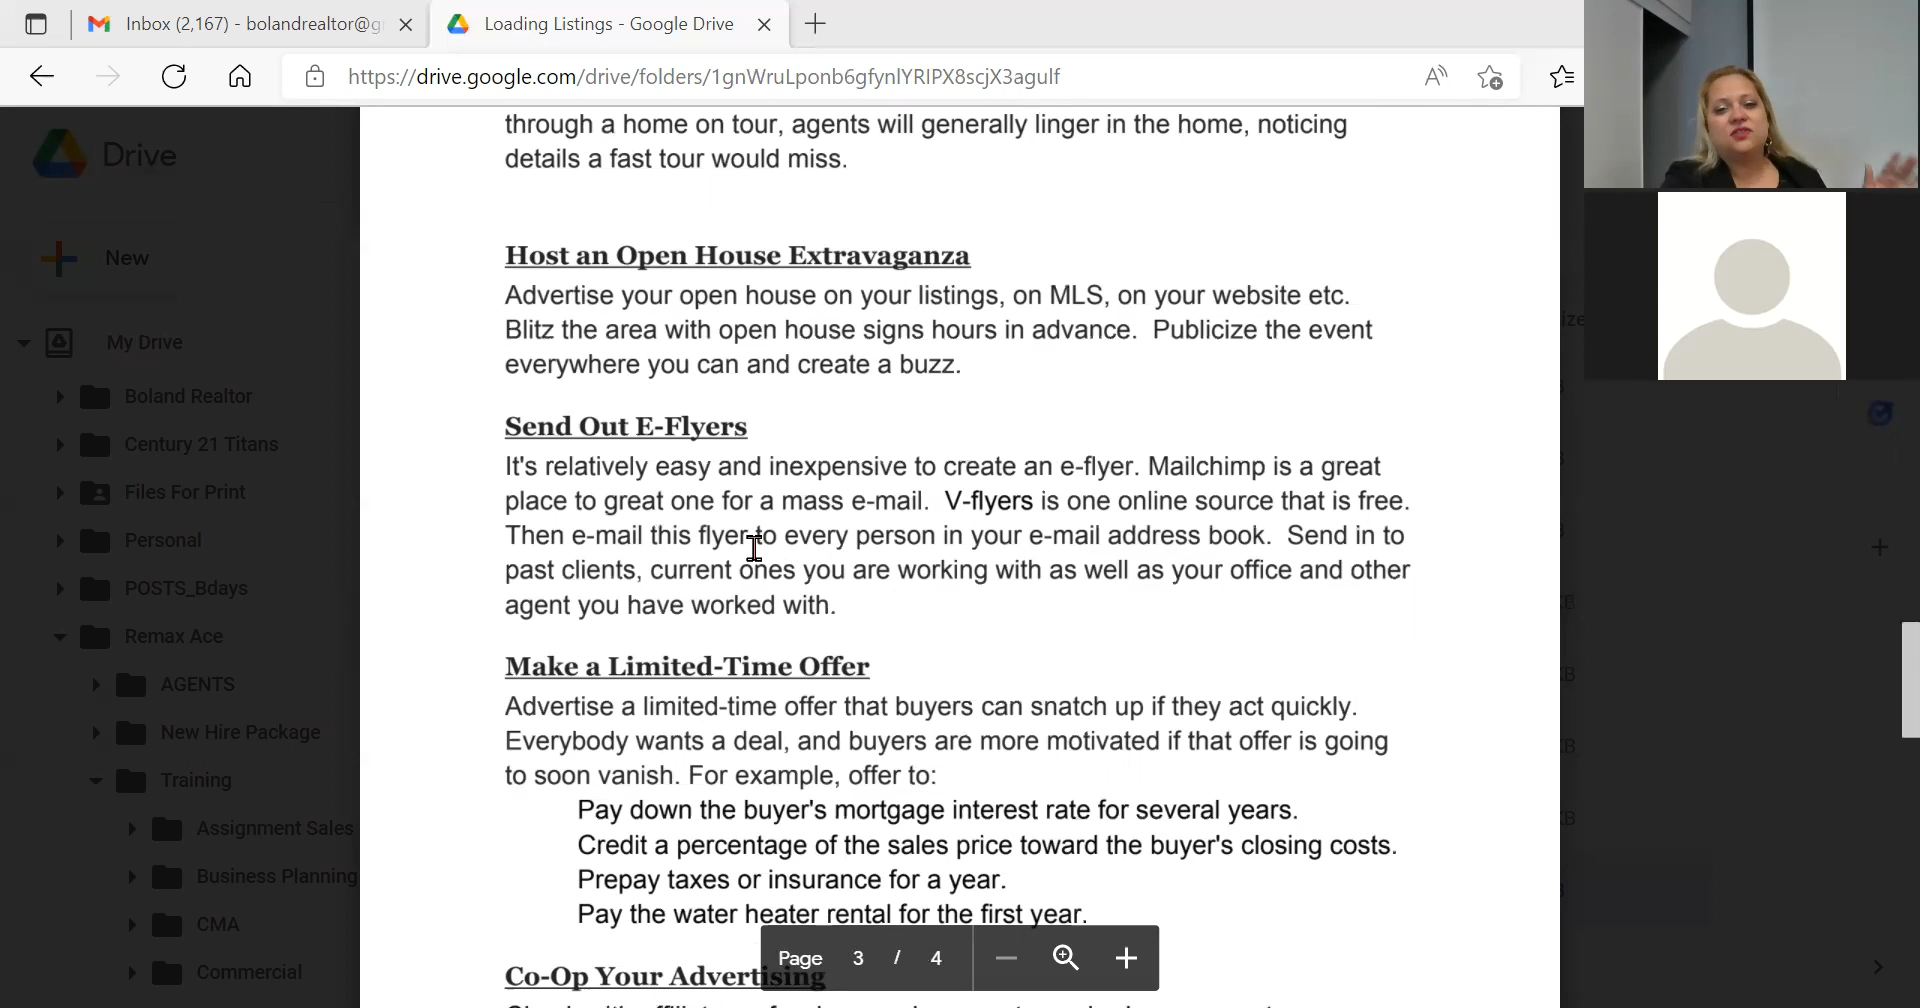 Inbox (2,167) - bolandrealtor@g
Loading Listings - Google Drive
https://drive.google.com/drive/folders/1gnWruLponb6gfynlYRIPX8scjX3agulf
Drive
New
My Drive
Boland Realtor
Century 21 Titans
Files For Print
Personal
POSTS_Bdays
Remax Ace
AGENTS
New Hire Package
Training
Assignment Sales
Business Planning
CMA
Commercial
through a home on tour, agents will generally linger in the home, noticing
details a fast tour would miss.
Host an Open House Extravaganza
Advertise your open house on your listings, on MLS, on your website etc.
Blitz the area with open house signs hours in advance.  Publicize the event
everywhere you can and create a buzz.
Send Out E-Flyers
It's relatively easy and inexpensive to create an e-flyer. Mailchimp is a great
place to great one for a mass e-mail.  V-flyers is one online source that is free.
Then e-mail this flyer to every person in your e-mail address book.  Send in to
past clients, current ones you are working with as well as your office and other
agent you have worked with.
Make a Limited-Time Offer
Advertise a limited-time offer that buyers can snatch up if they act quickly.
Everybody wants a deal, and buyers are more motivated if that offer is going
to soon vanish. For example, offer to:
Pay down the buyer's mortgage interest rate for several years.
Credit a percentage of the sales price toward the buyer's closing costs.
Prepay taxes or insurance for a year.
Pay the water heater rental for the first year.
Co-Op Your Advertising
Page 3 / 4